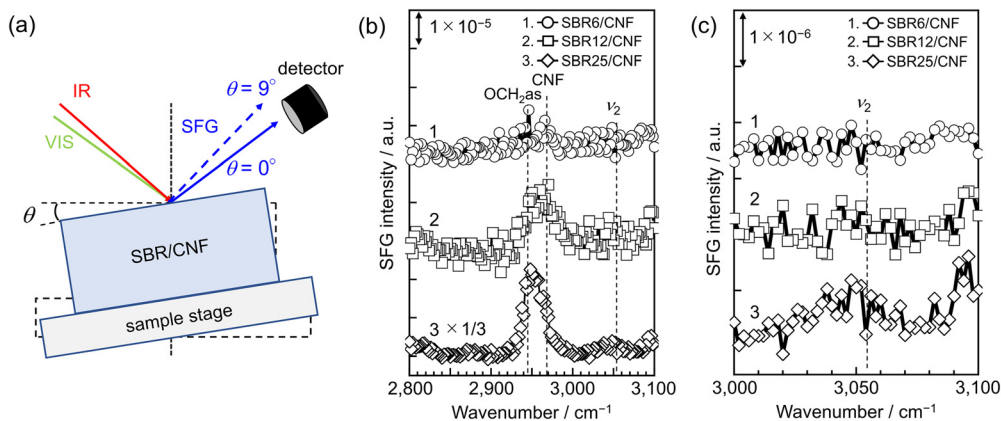 (a)
IR
VIS
SFG
θ = 9°
θ = 0°
detector
θ
SBR/CNF
sample stage
(b)
1 × 10⁻⁵
1. SBR6/CNF
2. SBR12/CNF
3. SBR25/CNF
CNF
OCH₂as
ν₂
1
2
3 × 1/3
SFG intensity / a.u.
2,800 2,900 3,000 3,100
Wavenumber / cm⁻¹
(c)
1 × 10⁻⁶
1. SBR6/CNF
2. SBR12/CNF
3. SBR25/CNF
ν₂
1
2
3
SFG intensity / a.u.
3,000 3,050 3,100
Wavenumber / cm⁻¹